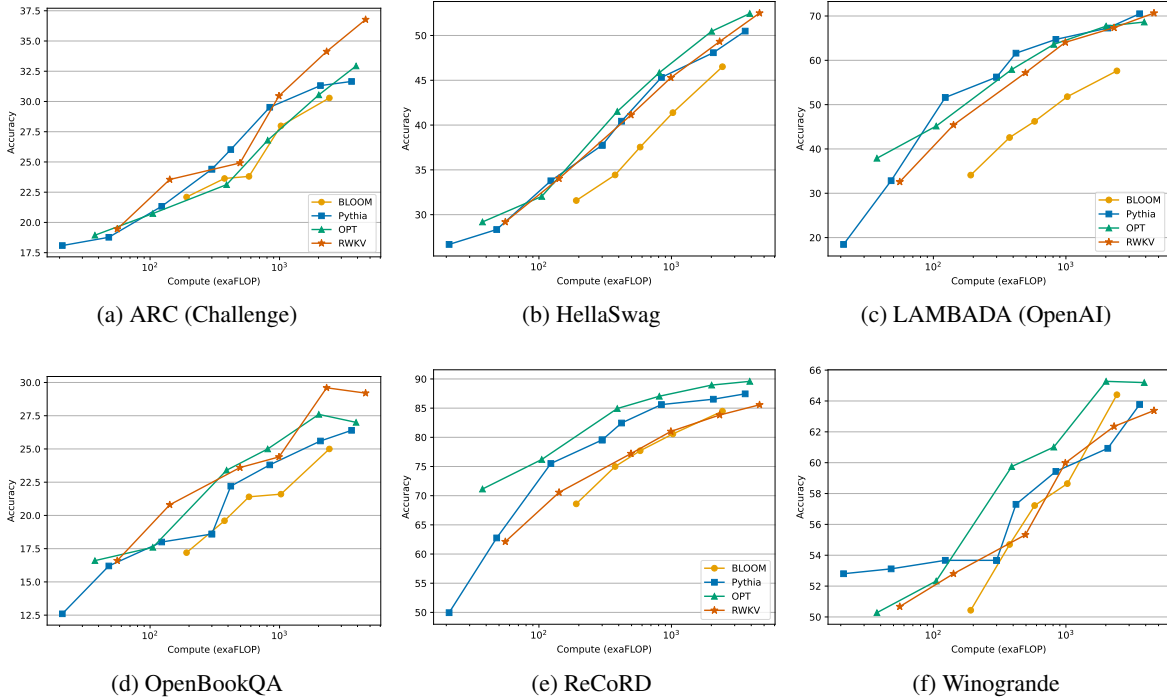 37.5
35.0
32.5
30.0
27.5
25.0
22.5
20.0
17.5
Accuracy
BLOOM
Pythia
OPT
RWKV
10²
10³
Compute (exaFLOP)
(a) ARC (Challenge)
50
45
40
35
30
Accuracy
10²
10³
Compute (exaFLOP)
(b) HellaSwag
70
60
50
40
30
20
Accuracy
BLOOM
Pythia
OPT
RWKV
10²
10³
Compute (exaFLOP)
(c) LAMBADA (OpenAI)
30.0
27.5
25.0
22.5
20.0
17.5
15.0
12.5
Accuracy
10²
10³
Compute (exaFLOP)
(d) OpenBookQA
90
85
80
75
70
65
60
55
50
Accuracy
BLOOM
Pythia
OPT
RWKV
10²
10³
Compute (exaFLOP)
(e) ReCoRD
66
64
62
60
58
56
54
52
50
Accuracy
10²
10³
Compute (exaFLOP)
(f) Winogrande